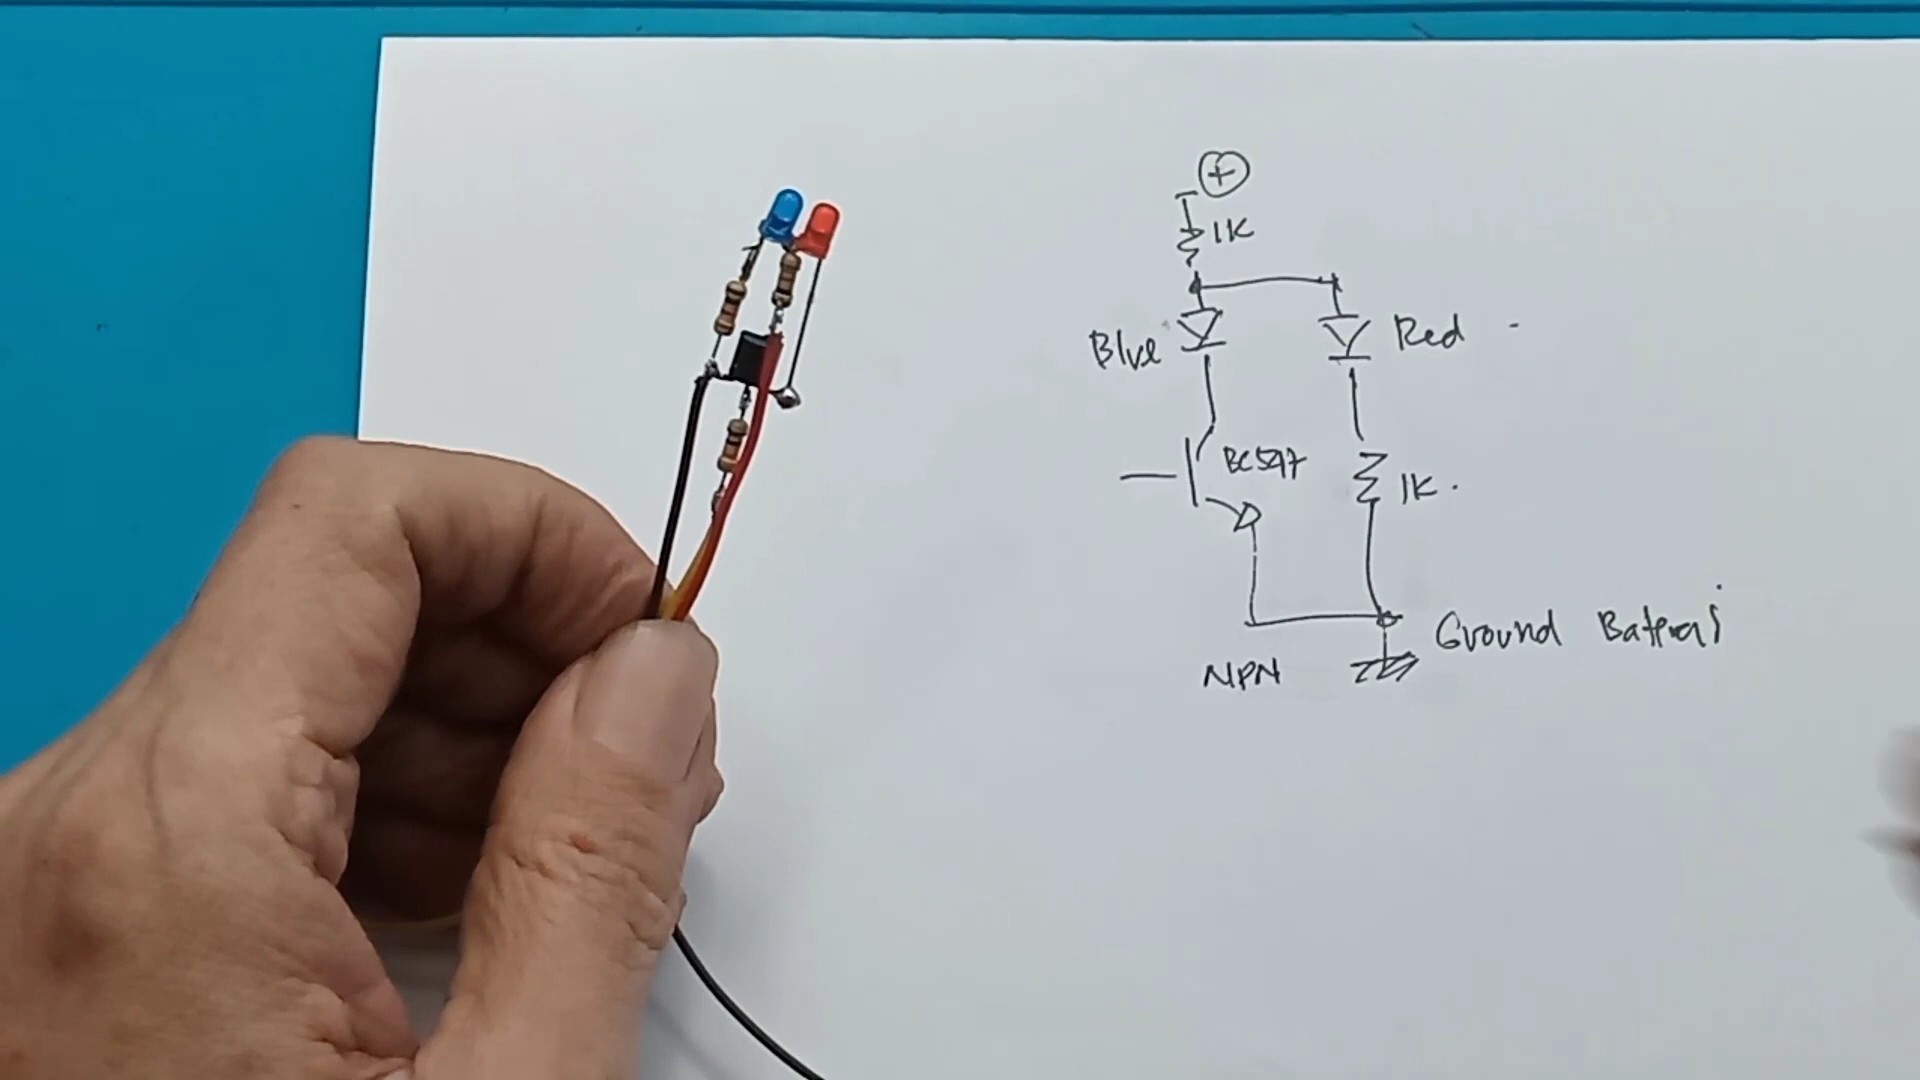 +
1K
Blue
Red
BC547
1K.
Ground Baterai
NPN